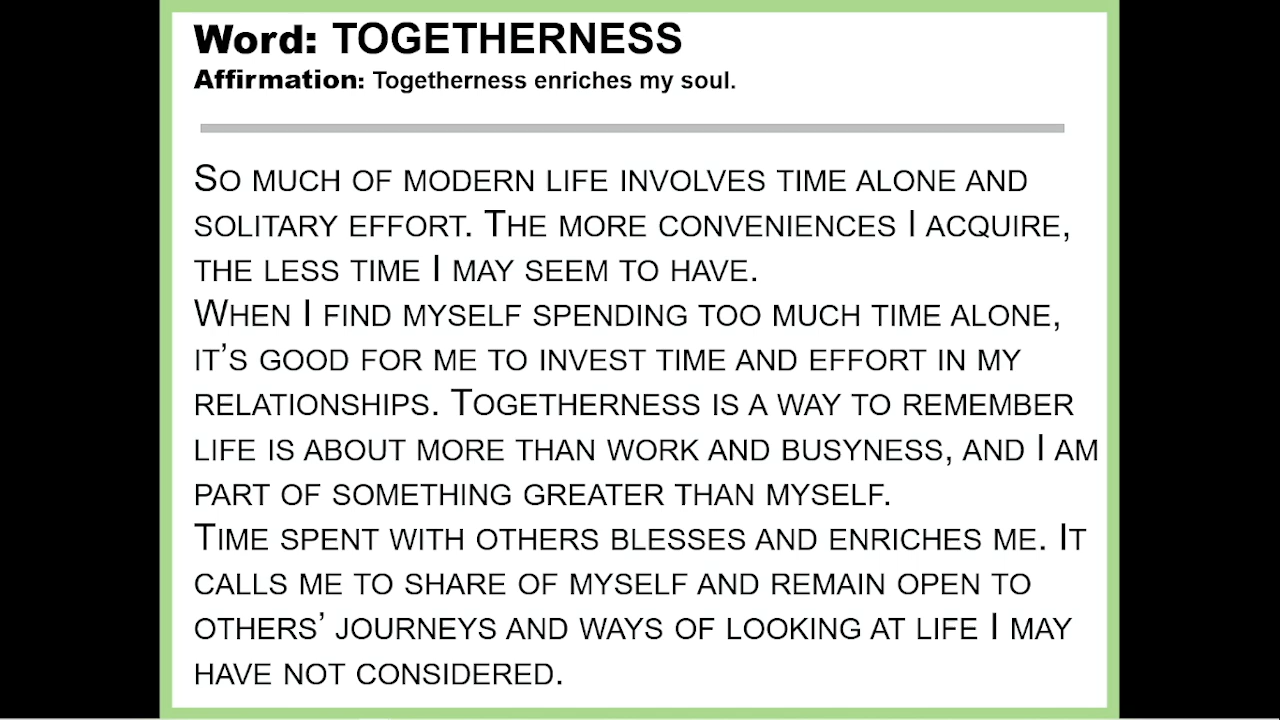 Word: TOGETHERNESS
Affirmation: Togetherness enriches my soul.
So much of modern life involves time alone and
solitary effort. The more conveniences I acquire,
the less time I may seem to have.
When I find myself spending too much time alone,
it’s good for me to invest time and effort in my
relationships. Togetherness is a way to remember
life is about more than work and busyness, and I am
part of something greater than myself.
Time spent with others blesses and enriches me. It
calls me to share of myself and remain open to
others’ journeys and ways of looking at life I may
have not considered.